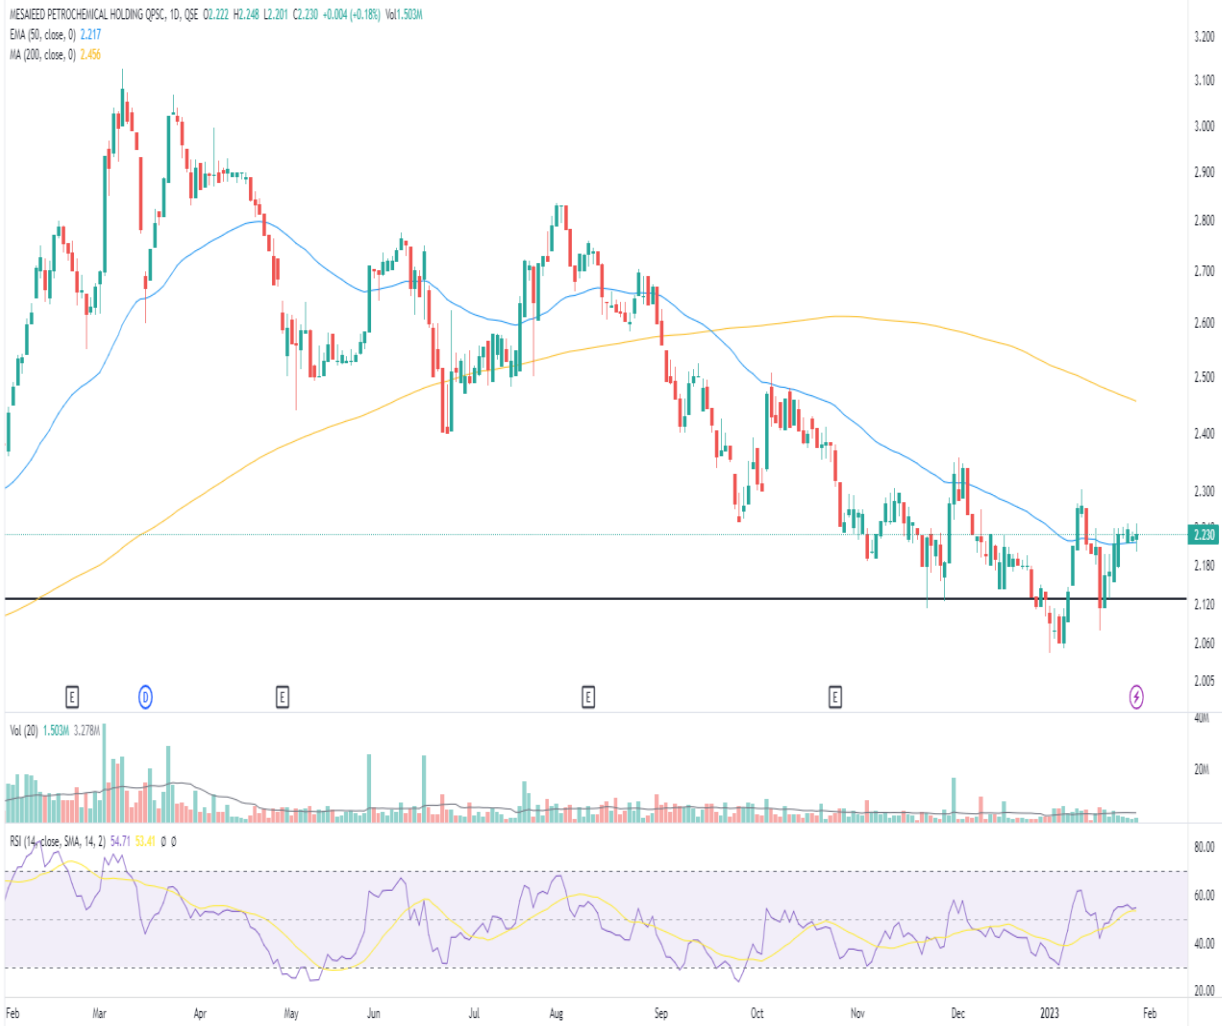 MESAIEED PETROCHEMICAL HOLDING QPSC, 1D, QSE O2.222 H2.248 L2.201 C2.230 +0.004 (+0.18%) Vol1.503M
EMA (50, close, 0) 2.217
MA (200, close, 0) 2.456
3.200
3.100
3.000
2.900
2.800
2.700
2.600
2.500
2.400
2.300
2.230
2.180
2.120
2.060
2.005
E
D
E
E
E
Vol (20) 1.503M 3.278M
40M
20M
RSI (14, close, SMA, 14, 2) 54.71 53.41 Ø Ø
80.00
60.00
40.00
20.00
Feb Mar Apr May Jun Jul Aug Sep Oct Nov Dec 2023 Feb